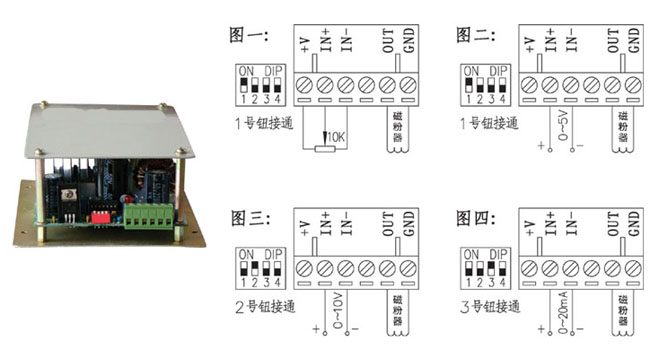 图一:
+V IN+ IN- OUT GND
ON DIP
1 2 3 4
1号钮接通
10K
磁粉器
图二:
+V IN+ IN- OUT GND
ON DIP
1 2 3 4
1号钮接通
+ 0~5V -
磁粉器
图三:
+V IN+ IN- OUT GND
ON DIP
1 2 3 4
2号钮接通
+ 0~10V -
磁粉器
图四:
+V IN+ IN- OUT GND
ON DIP
1 2 3 4
3号钮接通
+ 0~20mA -
磁粉器